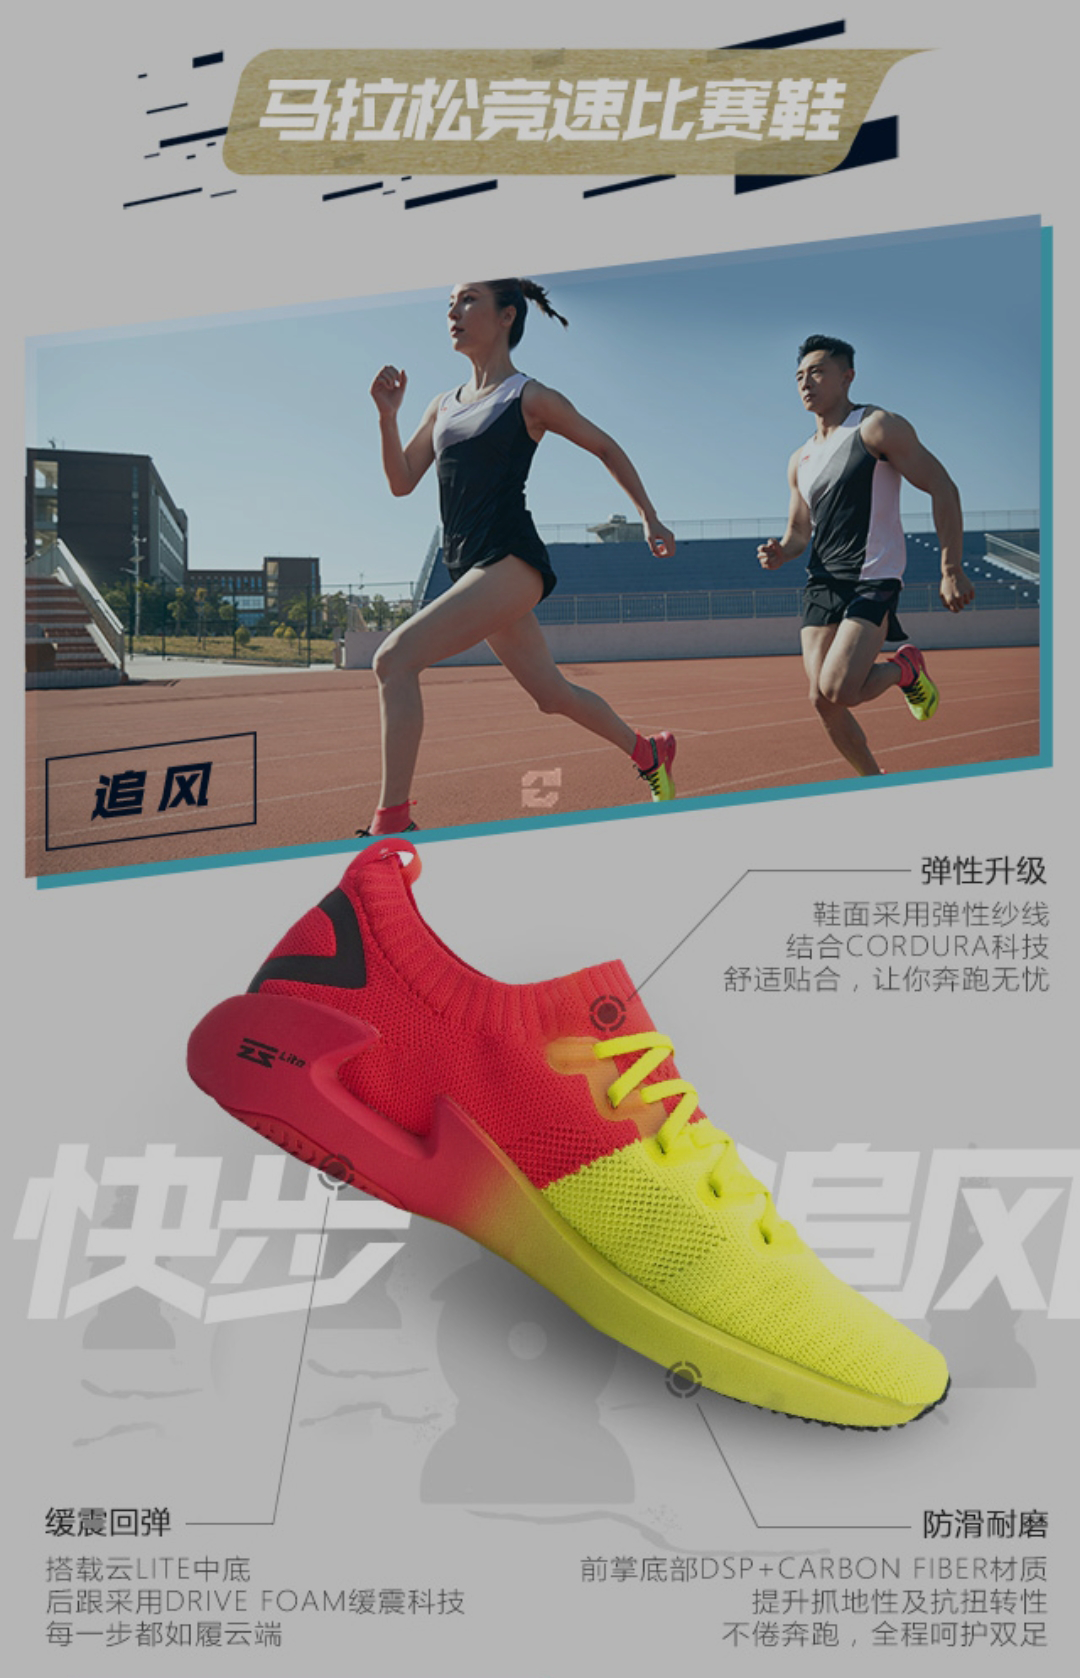 马拉松竞速比赛鞋
追风
弹性升级
鞋面采用弹性纱线
结合CORDURA科技
舒适贴合，让你奔跑无忧
Lite
快步 追风
缓震回弹
搭载云LITE中底
后跟采用DRIVE FOAM缓震科技
每一步都如履云端
防滑耐磨
前掌底部DSP+CARBON FIBER材质
提升抓地性及抗扭转性
不倦奔跑，全程呵护双足